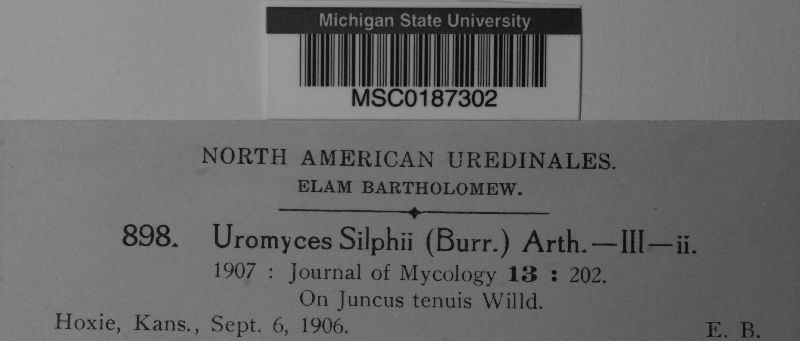 Michigan State University
MSC0187302
NORTH AMERICAN UREDINALES.
ELAM BARTHOLOMEW.
898. Uromyces Silphii (Burr.) Arth.—III—ii.
1907 : Journal of Mycology 13 : 202.
On Juncus tenuis Willd.
Hoxie, Kans., Sept. 6, 1906. E. B.